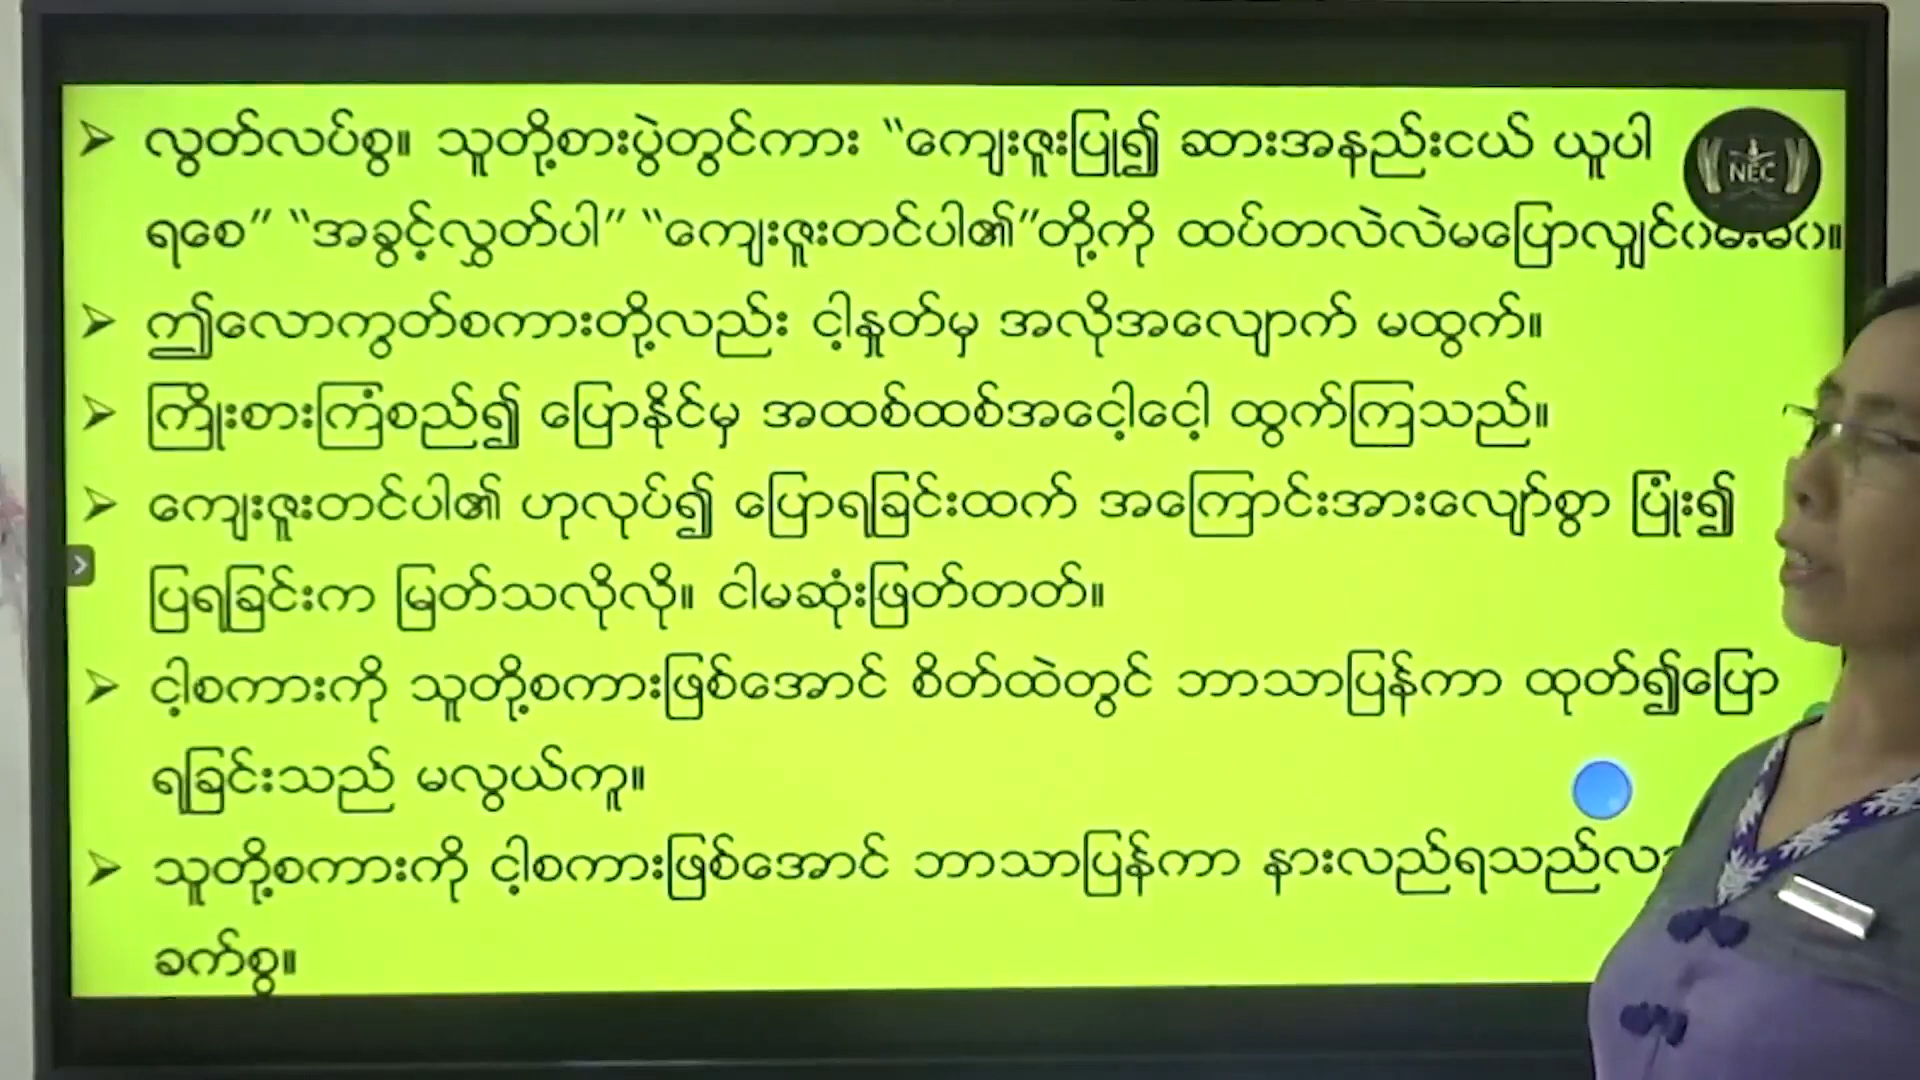 ➢ လွတ်လပ်စွ။ သူတို့စားပွဲတွင်ကား “ကျေးဇူးပြု၍ ဆားအနည်းငယ် ယူပါ
NEC
ရစေ” “အခွင့်လွှတ်ပါ” “ကျေးဇူးတင်ပါ၏”တို့ကို ထပ်တလဲလဲမပြောလျှင်
➢ ဤလောကွတ်စကားတို့လည်း ငါ့နှုတ်မှ အလိုအလျောက် မထွက်။
➢ ကြိုးစားကြံစည်၍ ပြောနိုင်မှ အထစ်ထစ်အငေါ့ငေါ့ ထွက်ကြသည်။
➢ ကျေးဇူးတင်ပါ၏ ဟုလုပ်၍ ပြောရခြင်းထက် အကြောင်းအားလျော်စွာ ပြုံး၍
ပြရခြင်းက မြတ်သလိုလို။ ငါမဆုံးဖြတ်တတ်။
➢ ငါ့စကားကို သူတို့စကားဖြစ်အောင် စိတ်ထဲတွင် ဘာသာပြန်ကာ ထုတ်၍ပြော
ရခြင်းသည် မလွယ်ကူ။
➢ သူတို့စကားကို ငါ့စကားဖြစ်အောင် ဘာသာပြန်ကာ
ခက်စွ။